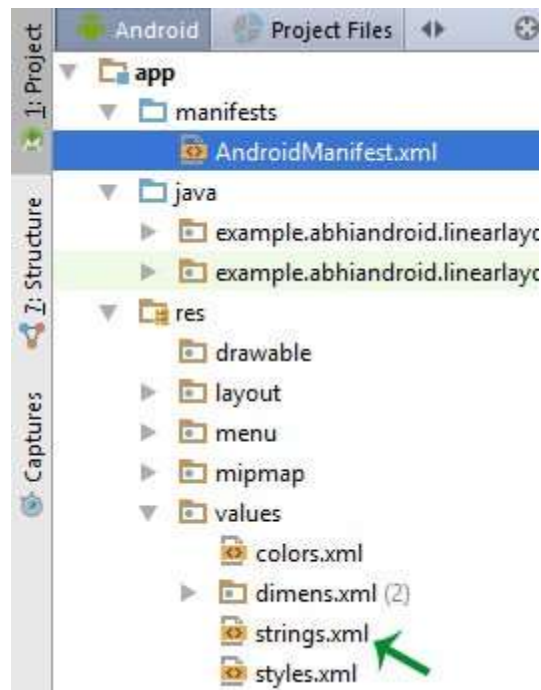 1: Project
7: Structure
Captures
Android Project Files
app
manifests
AndroidManifest.xml
java
example.abhiandroid.linearlayo
example.abhiandroid.linearlayo
res
drawable
layout
menu
mipmap
values
colors.xml
dimens.xml (2)
strings.xml
styles.xml